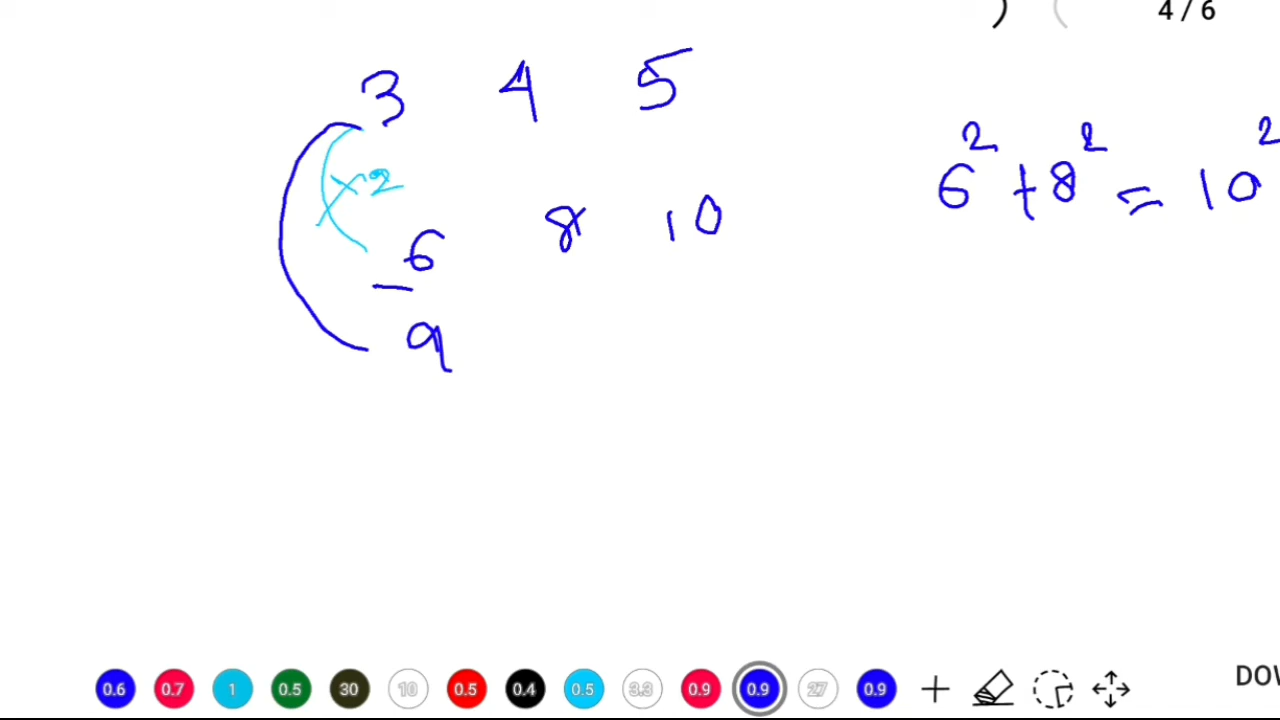 4 / 6
3 4 5
×2
6 8 10
9
6² + 8² = 10²
0.6 0.7 1 0.5 30 10 0.5 0.4 0.5 3.3 0.9 0.9 27 0.9